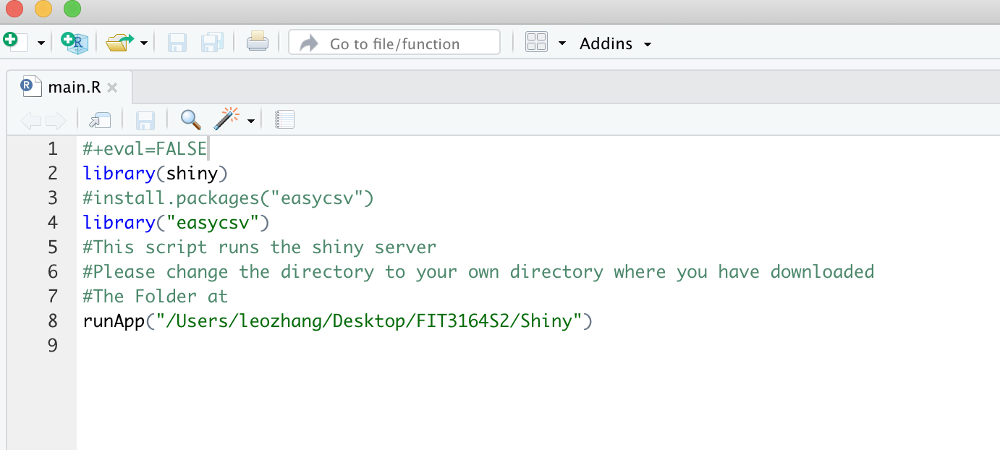 Go to file/function
Addins
R main.R
1 #+eval=FALSE
2 library(shiny)
3 #install.packages("easycsv")
4 library("easycsv")
5 #This script runs the shiny server
6 #Please change the directory to your own directory where you have downloaded
7 #The Folder at
8 runApp("/Users/leozhang/Desktop/FIT3164S2/Shiny")
9